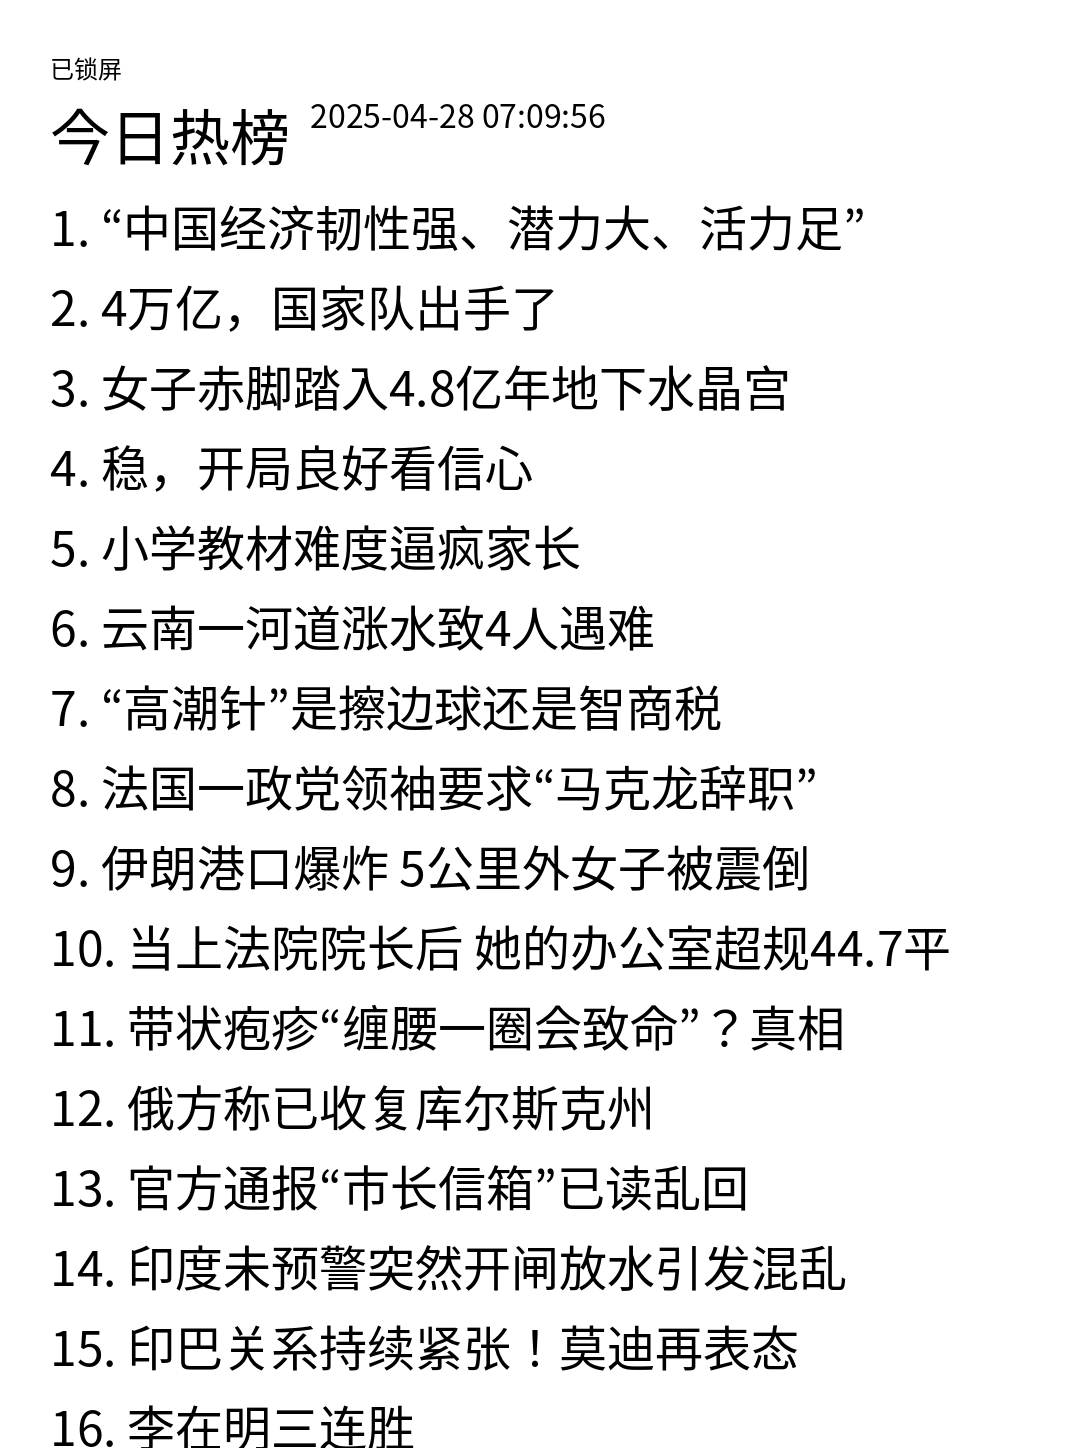 已锁屏
今日热榜 2025-04-28 07:09:56
1. “中国经济韧性强、潜力大、活力足”
2. 4万亿，国家队出手了
3. 女子赤脚踏入4.8亿年地下水晶宫
4. 稳，开局良好看信心
5. 小学教材难度逼疯家长
6. 云南一河道涨水致4人遇难
7. “高潮针”是擦边球还是智商税
8. 法国一政党领袖要求“马克龙辞职”
9. 伊朗港口爆炸 5公里外女子被震倒
10. 当上法院院长后 她的办公室超规44.7平
11. 带状疱疹“缠腰一圈会致命”？真相
12. 俄方称已收复库尔斯克州
13. 官方通报“市长信箱”已读乱回
14. 印度未预警突然开闸放水引发混乱
15. 印巴关系持续紧张！莫迪再表态
16. 李在明三连胜